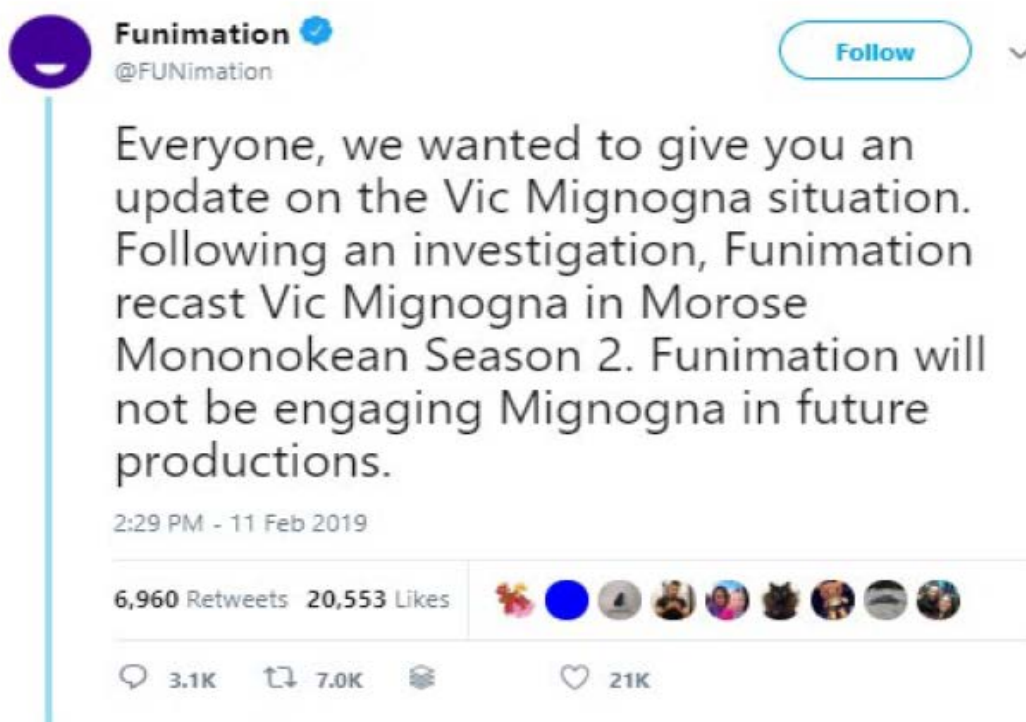 Funimation
@FUNimation
Follow
Everyone, we wanted to give you an
update on the Vic Mignogna situation.
Following an investigation, Funimation
recast Vic Mignogna in Morose
Mononokean Season 2. Funimation will
not be engaging Mignogna in future
productions.
2:29 PM - 11 Feb 2019
6,960 Retweets 20,553 Likes
3.1K 7.0K 21K